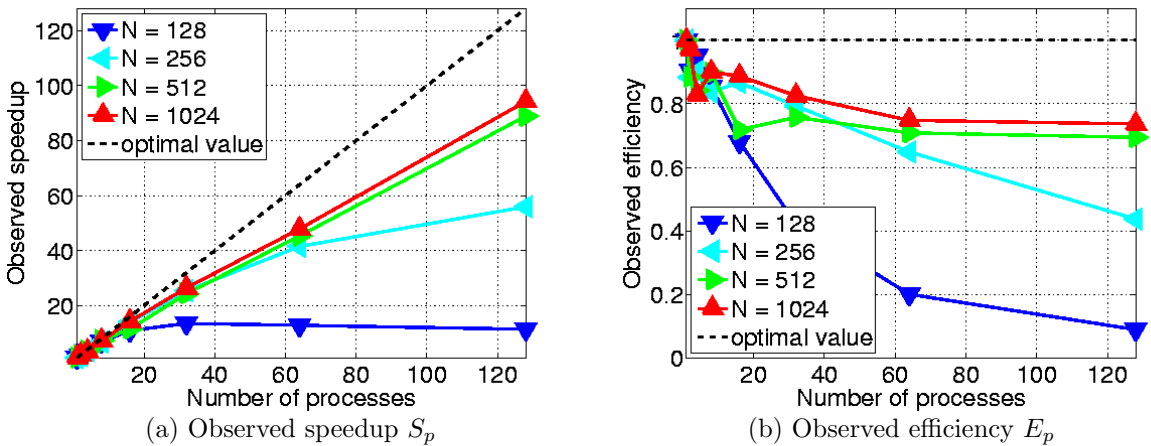 Observed speedup
120
100
80
60
40
20
N = 128
N = 256
N = 512
N = 1024
optimal value
20 40 60 80 100 120
Number of processes
(a) Observed speedup Sp
Observed efficiency
0.8
0.6
0.4
0.2
0
N = 128
N = 256
N = 512
N = 1024
optimal value
20 40 60 80 100 120
Number of processes
(b) Observed efficiency Ep